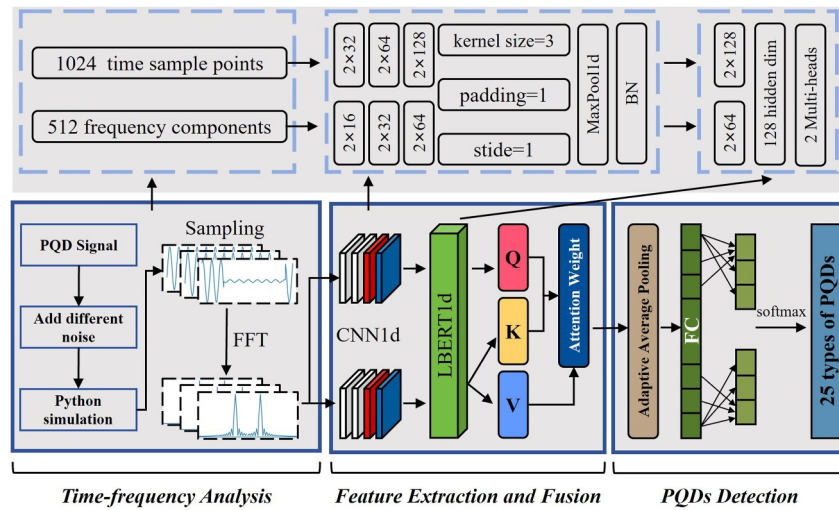 1024 time sample points
512 frequency components
2×32
2×64
2×128
2×16
2×32
2×64
kernel size=3
padding=1
stide=1
MaxPool1d
BN
2×128
2×64
128 hidden dim
2 Multi-heads
PQD Signal
Add different
noise
Python
simulation
Sampling
FFT
CNN1d
LBERT1d
Q
K
V
Attention Weight
Adaptive Average Pooling
FC
softmax
25 types of PQDs
Time-frequency Analysis
Feature Extraction and Fusion
PQDs Detection